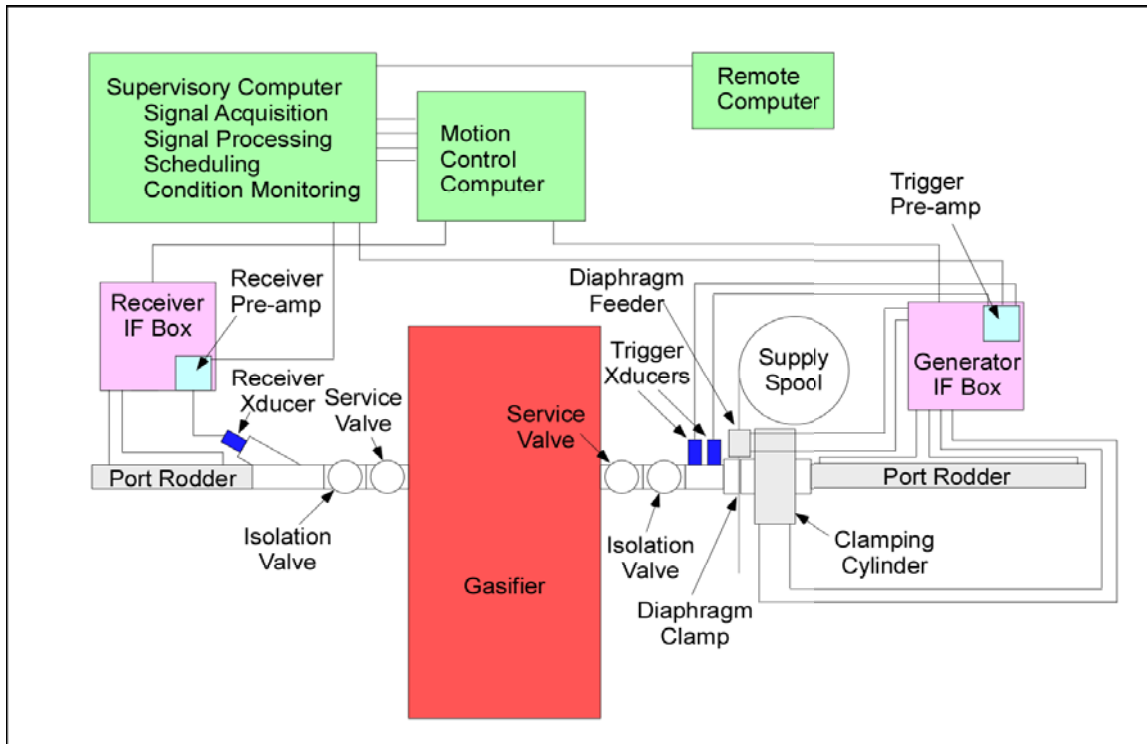 Supervisory Computer
Signal Acquisition
Signal Processing
Scheduling
Condition Monitoring
Motion
Control
Computer
Remote
Computer
Trigger
Pre-amp
Receiver
IF Box
Receiver
Pre-amp
Receiver
Xducer
Service
Valve
Port Rodder
Isolation
Valve
Gasifier
Service
Valve
Isolation
Valve
Diaphragm
Feeder
Trigger
Xducers
Supply
Spool
Generator
IF Box
Port Rodder
Clamping
Cylinder
Diaphragm
Clamp